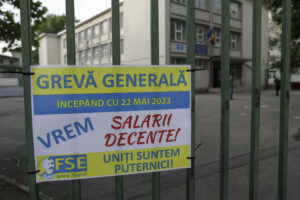 GREVĂ GENERALĂ
ÎNCEPÂND CU 22 MAI 2023
VREM
SALARII
DECENTE!
FSE
UNIȚI SUNTEM
PUTERNICI!